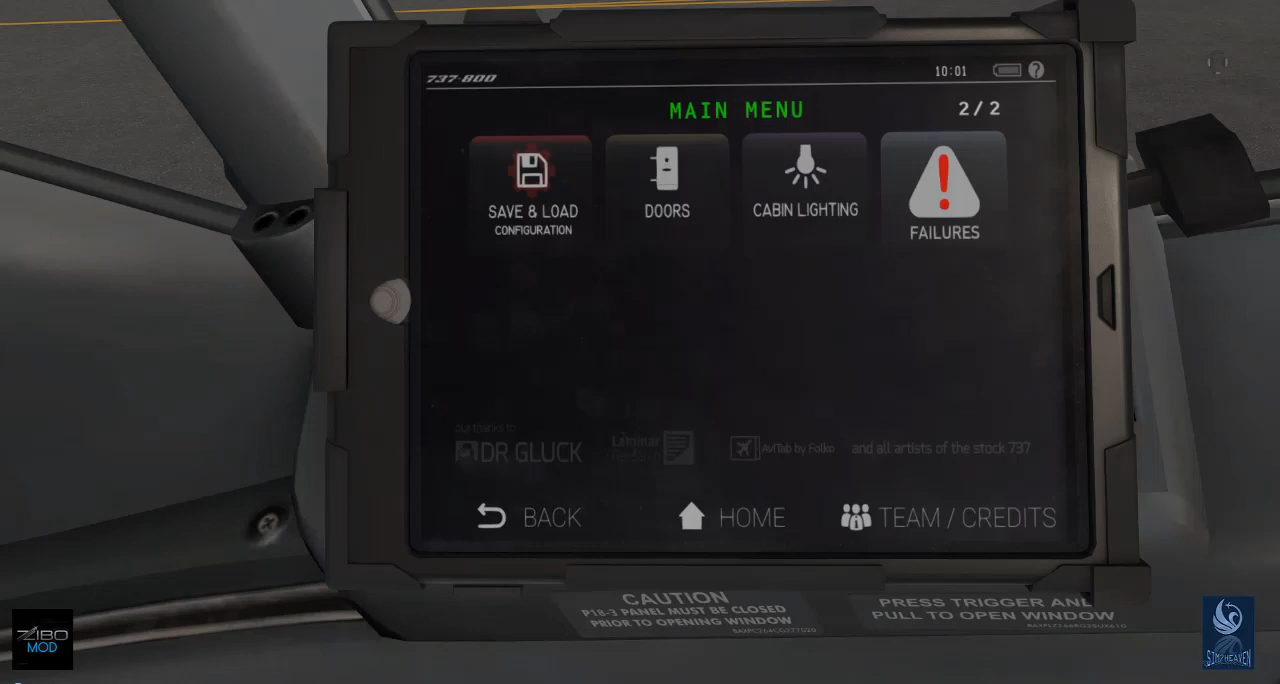 737-800
10:01
?
MAIN MENU
2/2
SAVE & LOAD
CONFIGURATION
DOORS
CABIN LIGHTING
FAILURES
our thanks to
DR GLUCK
Laminar
AviTab by Folko
and all artists of the stock 737
BACK
HOME
TEAM / CREDITS
CAUTION
P18-3 PANEL MUST BE CLOSED
PRIOR TO OPENING WINDOW
PRESS TRIGGER AND
PULL TO OPEN WINDOW
ZIBO
MOD
SIMHEAVEN